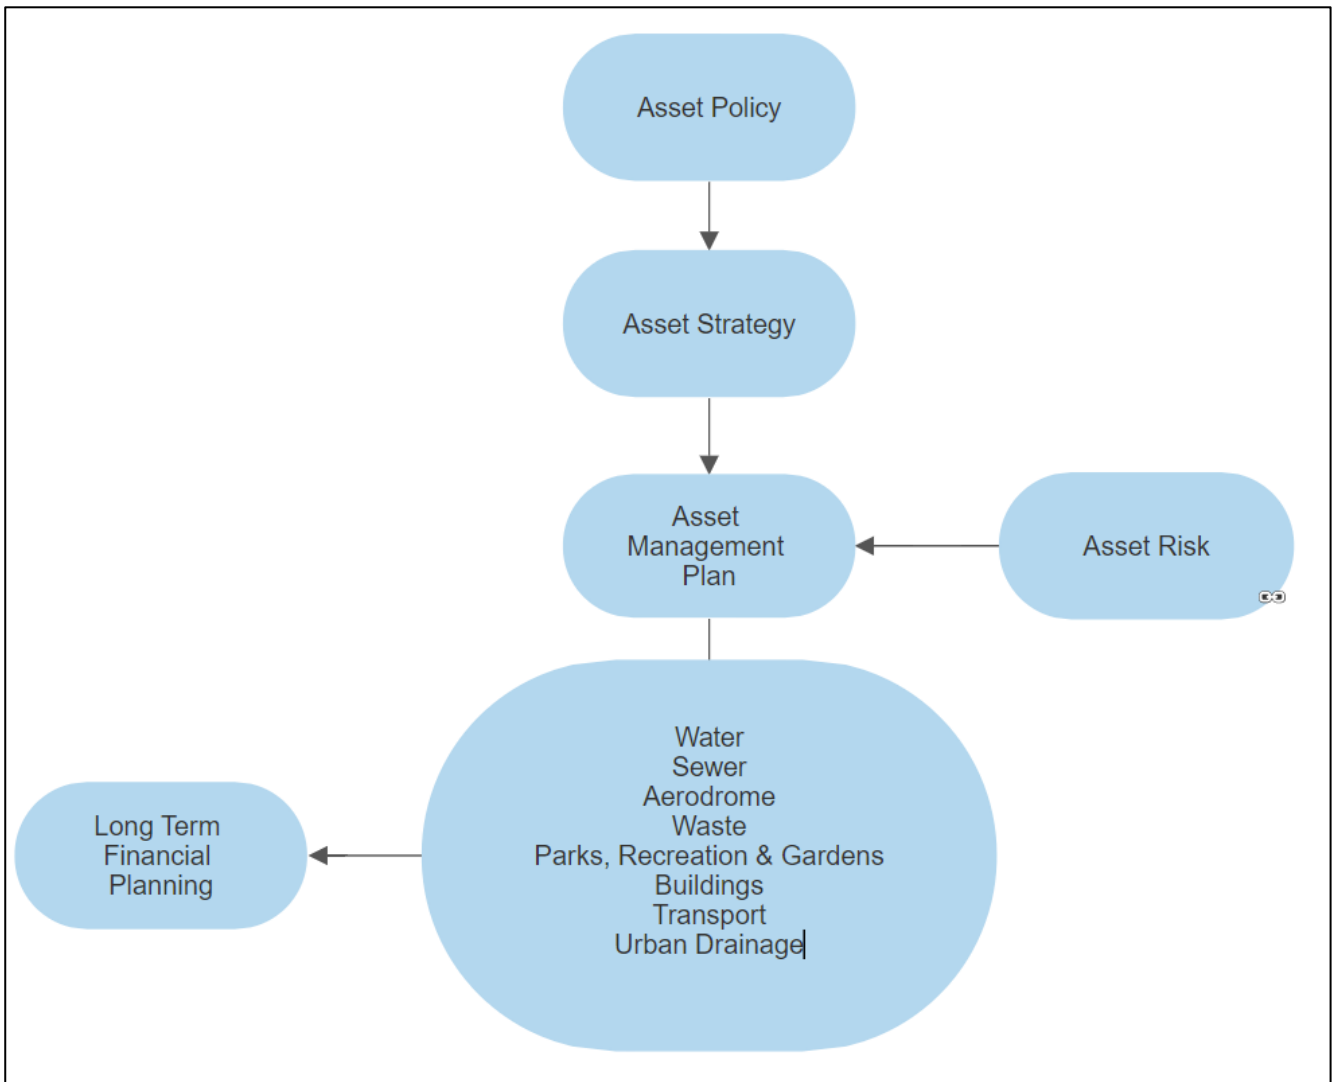 Asset Policy
Asset Strategy
Asset
Management
Plan
Asset Risk
Water
Sewer
Aerodrome
Waste
Parks, Recreation & Gardens
Buildings
Transport
Urban Drainage
Long Term
Financial
Planning